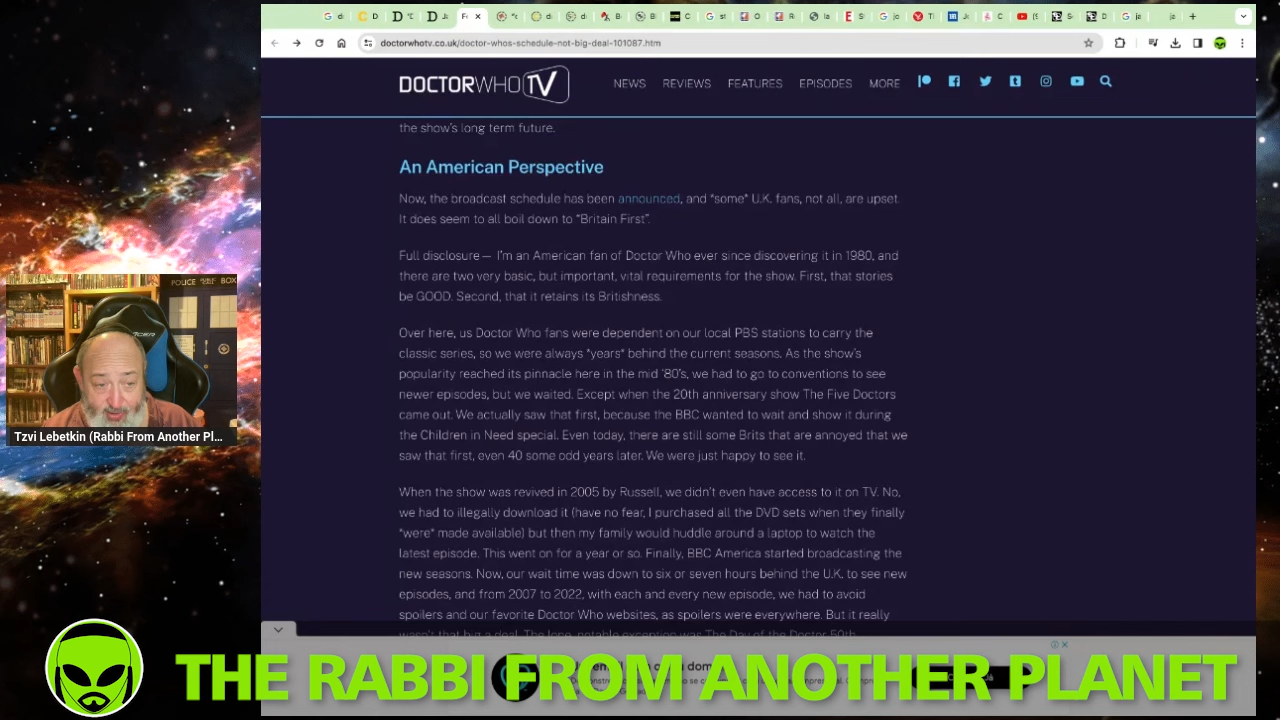 doctorwhotv.co.uk/doctor-whos-schedule-not-big-deal-101087.htm
DOCTORWHOTV
NEWS REVIEWS FEATURES EPISODES MORE
the show's long term future.
An American Perspective
Now, the broadcast schedule has been announced, and *some* U.K. fans, not all, are upset.
It does seem to all boil down to "Britain First".
Full disclosure— I'm an American fan of Doctor Who ever since discovering it in 1980, and
there are two very basic, but important, vital requirements for the show. First, that stories
be GOOD. Second, that it retains its Britishness.
Over here, us Doctor Who fans were dependent on our local PBS stations to carry the
classic series, so we were always *years* behind the current seasons. As the show's
popularity reached its pinnacle here in the mid '80's, we had to go to conventions to see
newer episodes, but we waited. Except when the 20th anniversary show The Five Doctors
came out. We actually saw that first, because the BBC wanted to wait and show it during
the Children in Need special. Even today, there are still some Brits that are annoyed that we
saw that first, even 40 some odd years later. We were just happy to see it.
When the show was revived in 2005 by Russell, we didn't even have access to it on TV. No,
we had to illegally download it (have no fear, I purchased all the DVD sets when they finally
*were* made available) but then my family would huddle around a laptop to watch the
latest episode. This went on for a year or so. Finally, BBC America started broadcasting the
new seasons. Now, our wait time was down to six or seven hours behind the U.K. to see new
episodes, and from 2007 to 2022, with each and every new episode, we had to avoid
spoilers and our favorite Doctor Who websites, as spoilers were everywhere. But it really
wasn't that big a deal. The lone, notable exception was The Day of the Doctor 50th
POLICE BOX
Tzvi Lebetkin (Rabbi From Another Pl...
THE RABBI FROM ANOTHER PLANET